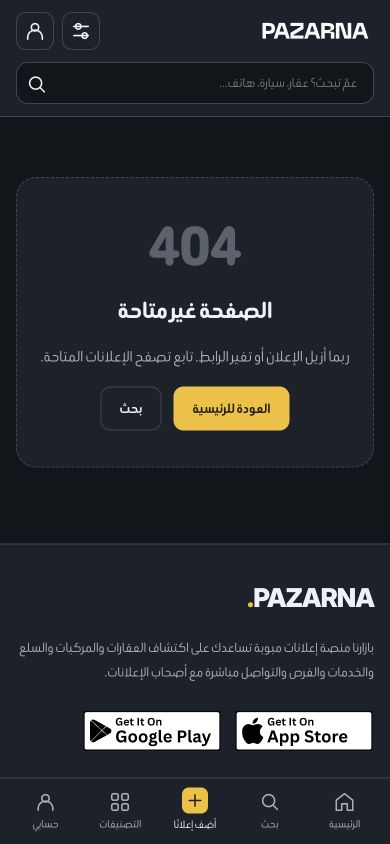 PAZARNA
عمّ تبحث؟ عقار، سيارة، هاتف...
404
الصفحة غير متاحة
ربما أزيل الإعلان أو تغير الرابط. تابع تصفح الإعلانات المتاحة.
العودة للرئيسية
بحث
PAZARNA.
بازارنا منصة إعلانات مبوبة تساعدك على اكتشاف العقارات والمركبات والسلع
والخدمات والفرص والتواصل مباشرة مع أصحاب الإعلانات.
Get It On
App Store
Get It On
Google Play
الرئيسية
بحث
أضف إعلانًا
التصنيفات
حسابي